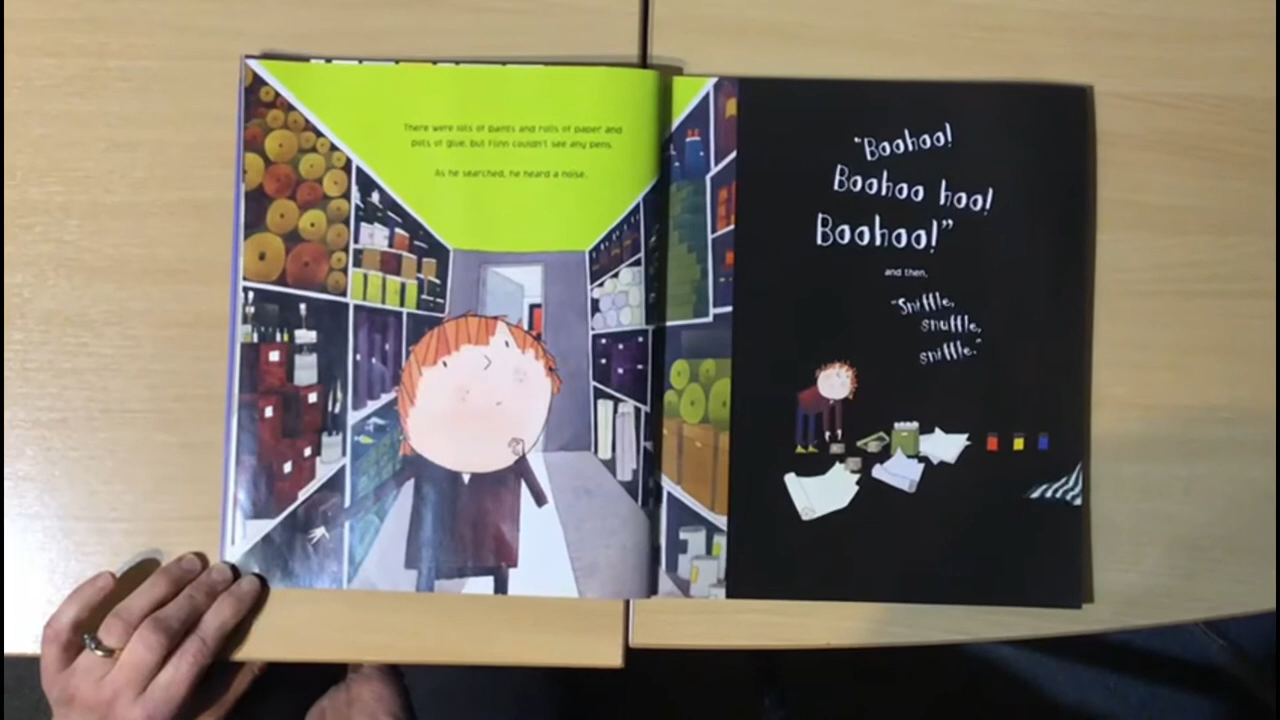 There were lots of paints and rolls of paper and
pots of glue, but Flinn couldn't see any pens.
As he searched, he heard a noise.
"Boohoo!
Boohoo hoo!
Boohoo!"
and then,
"Sniffle,
snuffle,
sniffle."